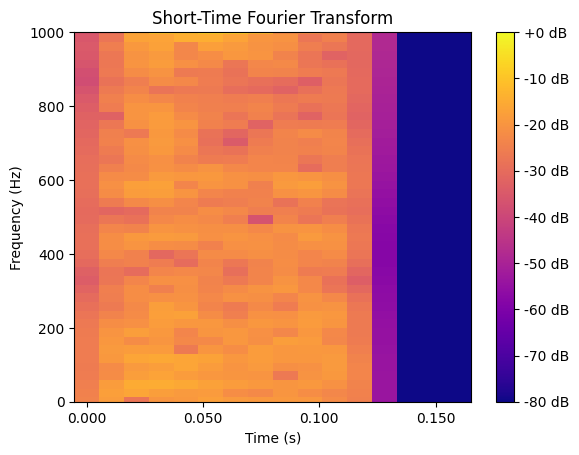 Short-Time Fourier Transform
Frequency (Hz)
1000
800
600
400
200
0
0.000
0.050
0.100
0.150
Time (s)
+0 dB
-10 dB
-20 dB
-30 dB
-40 dB
-50 dB
-60 dB
-70 dB
-80 dB